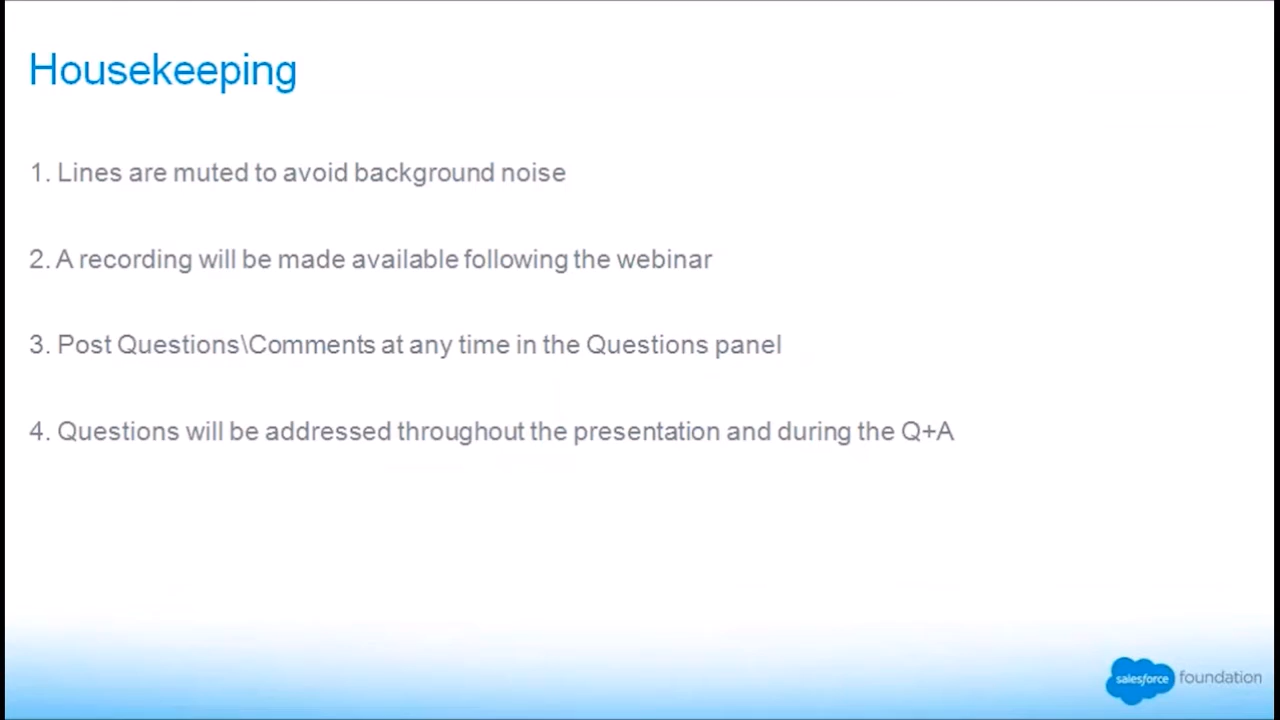 Housekeeping
1. Lines are muted to avoid background noise
2. A recording will be made available following the webinar
3. Post Questions\Comments at any time in the Questions panel
4. Questions will be addressed throughout the presentation and during the Q+A
salesforce foundation